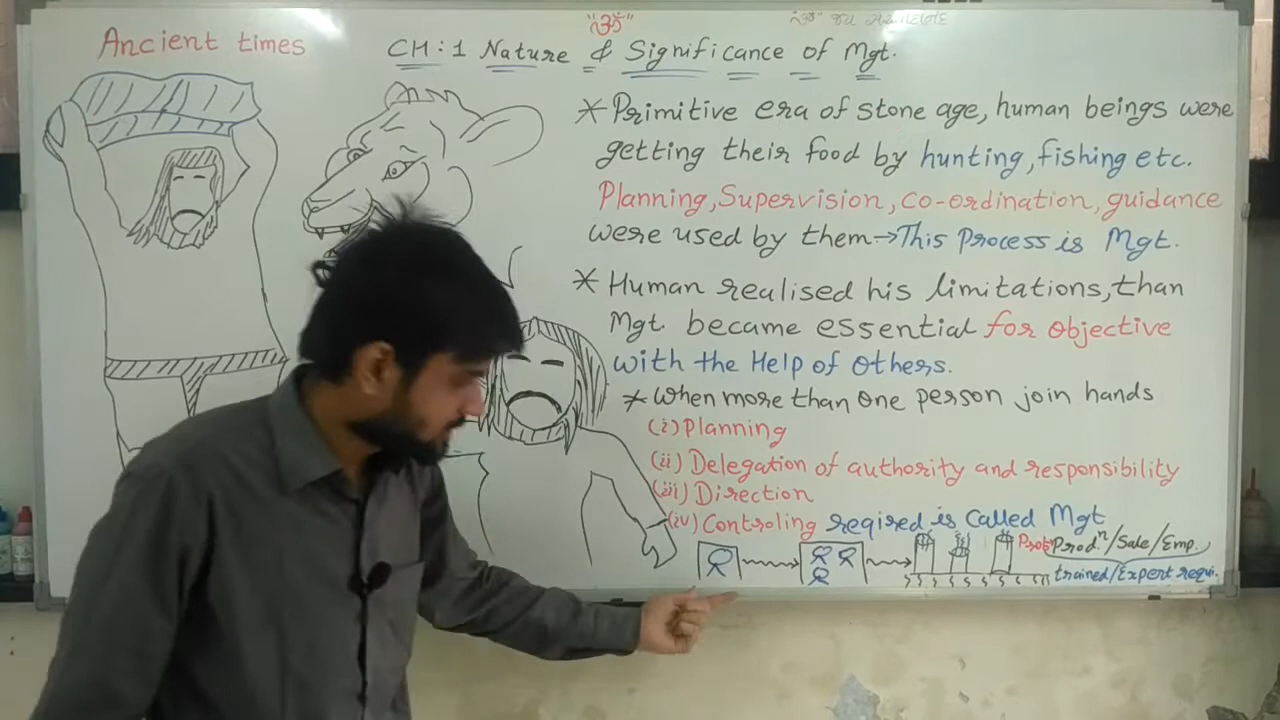 "ૐ"
"ૐ" જય
Ancient times
CH:1 Nature & Significance of Mgt.
* Primitive era of stone age, human beings were
getting their food by hunting, fishing etc.
Planning, Supervision, co-ordination, guidance
were used by them→This Process is Mgt.
* Human realised his limitations, than
Mgt. became essential for objective
with the Help of Others.
* When more than One person join hands
(i) Planning
(ii) Delegation of authority and responsibility
(iii) Direction
(iv) Controling reqired is Called Mgt
Prob Prodⁿ/Sale/Emp.
trained/Expert requi.